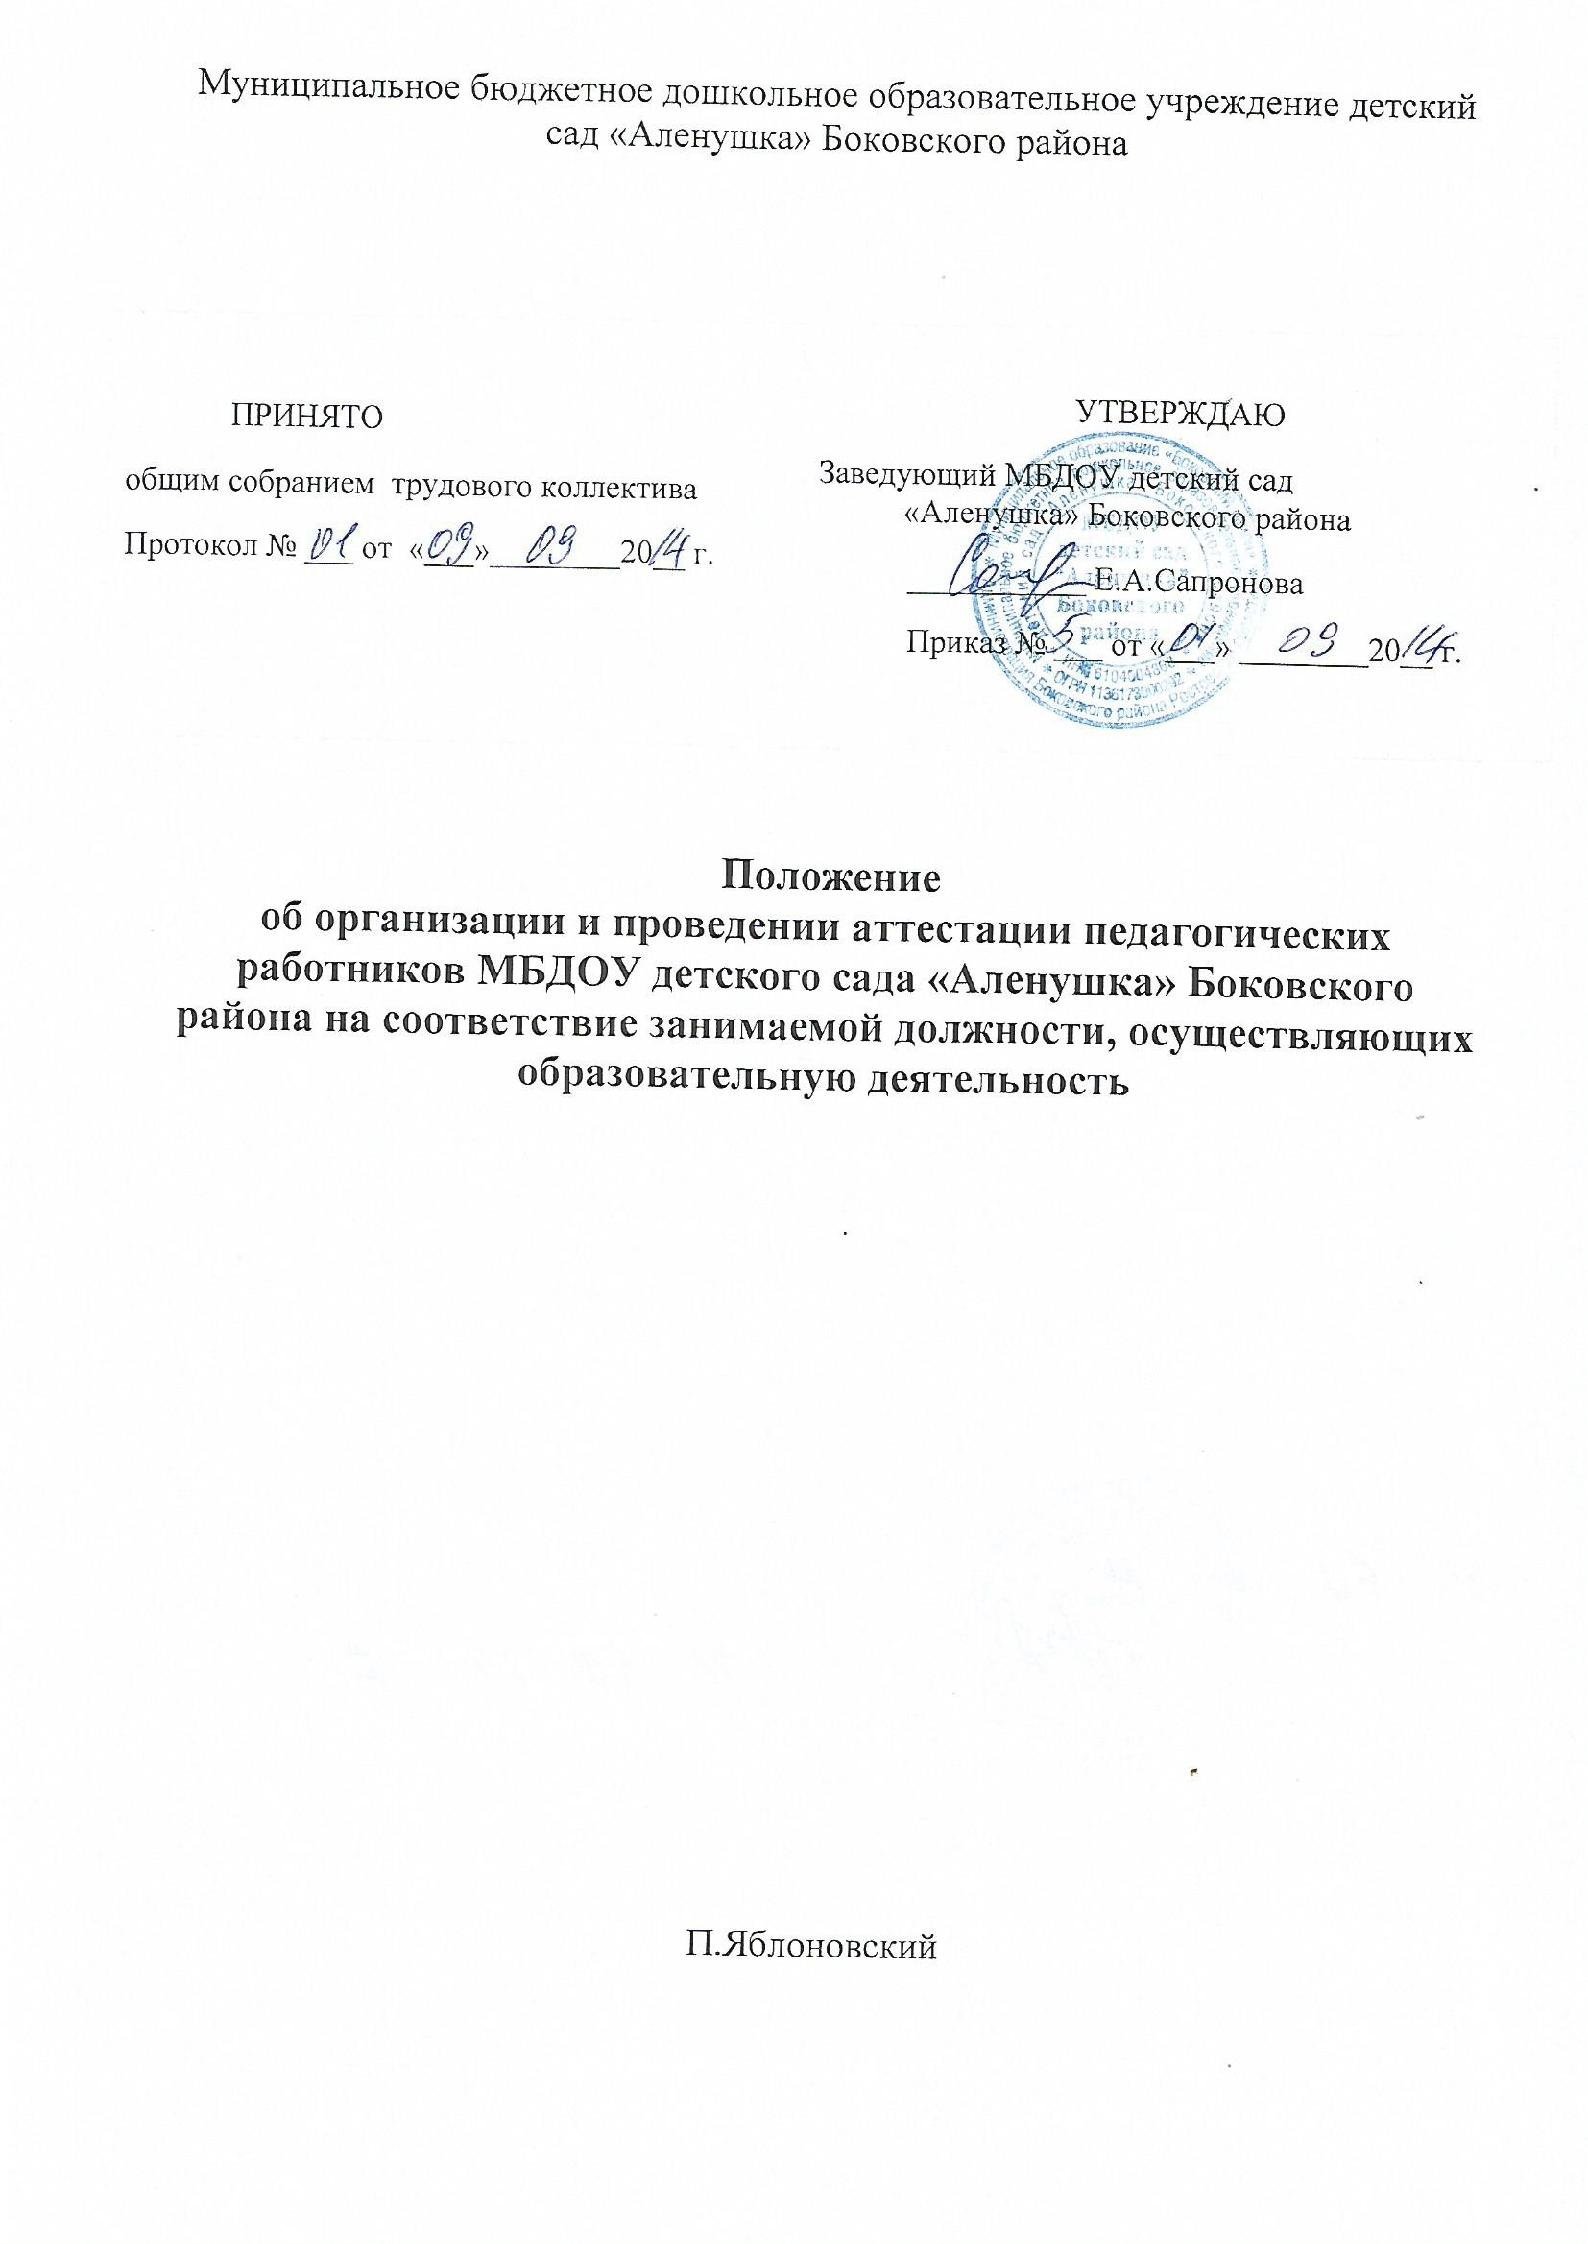 Муниципальное бюджетное дошкольное образовательное учреждение детский
сад «Аленушка» Боковского района
ПРИНЯТО
общим собранием трудового коллектива
Протокол № 01 от «09» 09 2014 г.
УТВЕРЖДАЮ
Заведующий МБДОУ детский сад
«Аленушка» Боковского района
Е.А.Сапронова
Приказ № 5 от «01» 09 2014г.
Положение
об организации и проведении аттестации педагогических
работников МБДОУ детского сада «Аленушка» Боковского
района на соответствие занимаемой должности, осуществляющих
образовательную деятельность
П.Яблоновский